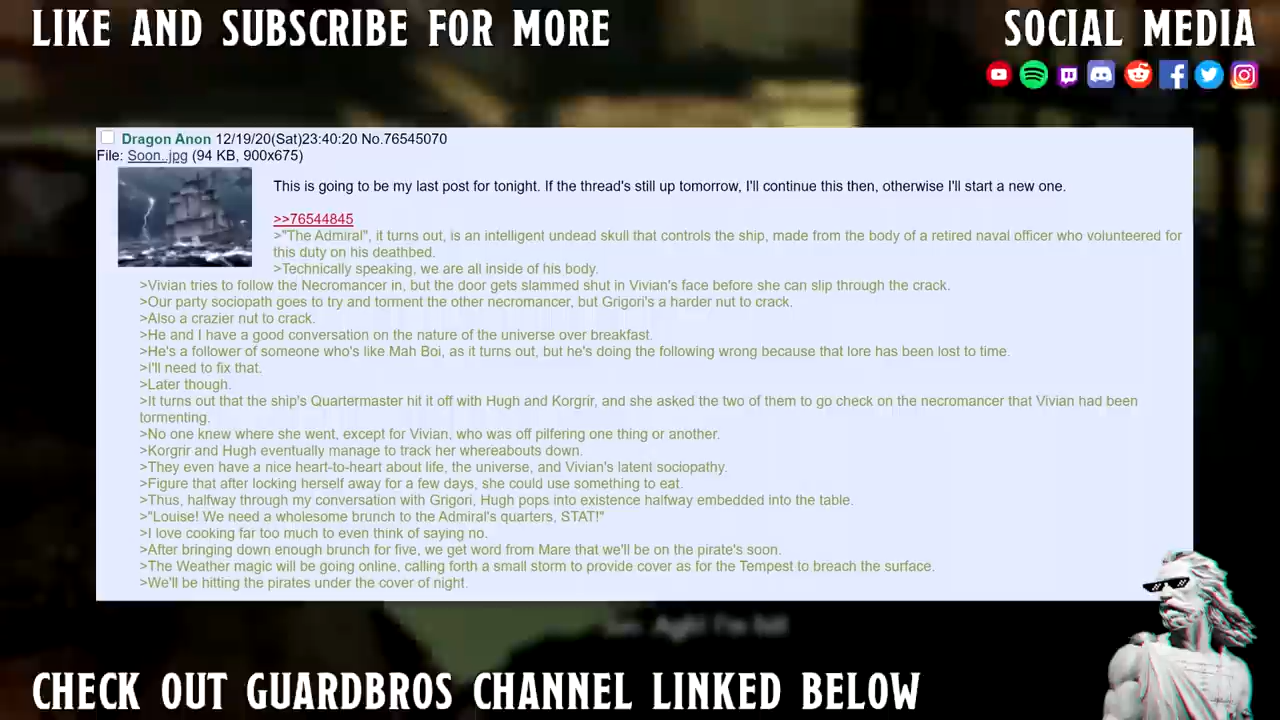 LIKE AND SUBSCRIBE FOR MORE
SOCIAL MEDIA
Dragon Anon 12/19/20(Sat)23:40:20 No.76545070
File: Soon..jpg (94 KB, 900x675)
This is going to be my last post for tonight. If the thread's still up tomorrow, I'll continue this then, otherwise I'll start a new one.
>>76544845
>"The Admiral", it turns out, is an intelligent undead skull that controls the ship, made from the body of a retired naval officer who volunteered for
this duty on his deathbed.
>Technically speaking, we are all inside of his body.
>Vivian tries to follow the Necromancer in, but the door gets slammed shut in Vivian's face before she can slip through the crack.
>Our party sociopath goes to try and torment the other necromancer, but Grigori's a harder nut to crack.
>Also a crazier nut to crack.
>He and I have a good conversation on the nature of the universe over breakfast.
>He's a follower of someone who's like Mah Boi, as it turns out, but he's doing the following wrong because that lore has been lost to time.
>I'll need to fix that.
>Later though.
>It turns out that the ship's Quartermaster hit it off with Hugh and Korgrir, and she asked the two of them to go check on the necromancer that Vivian had been
tormenting.
>No one knew where she went, except for Vivian, who was off pilfering one thing or another.
>Korgrir and Hugh eventually manage to track her whereabouts down.
>They even have a nice heart-to-heart about life, the universe, and Vivian's latent sociopathy.
>Figure that after locking herself away for a few days, she could use something to eat.
>Thus, halfway through my conversation with Grigori, Hugh pops into existence halfway embedded into the table.
>"Louise! We need a wholesome brunch to the Admiral's quarters, STAT!"
>I love cooking far too much to even think of saying no.
>After bringing down enough brunch for five, we get word from Mare that we'll be on the pirate's soon.
>The Weather magic will be going online, calling forth a small storm to provide cover as for the Tempest to breach the surface.
>We'll be hitting the pirates under the cover of night.
CHECK OUT GUARDBROS CHANNEL LINKED BELOW